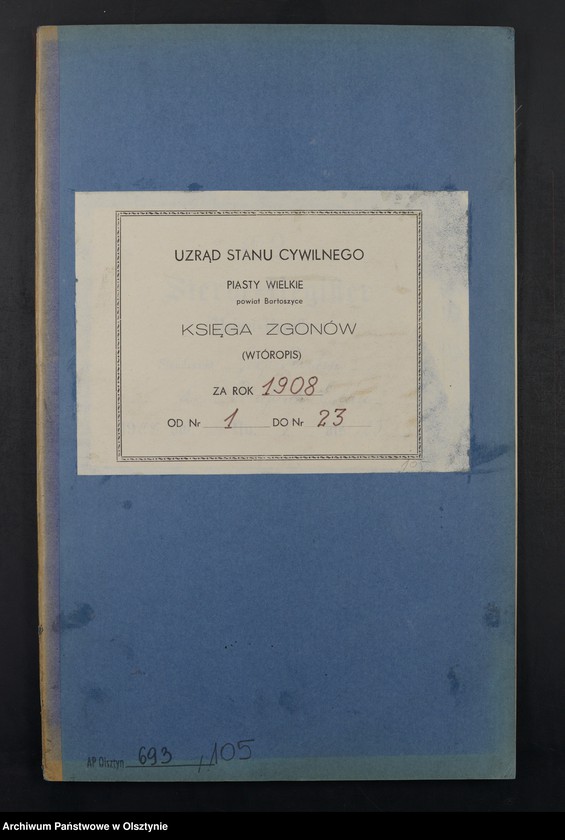 UZRĄD STANU CYWILNEGO
PIASTY WIELKIE
powiat Bartoszyce
KSIĘGA ZGONÓW
(WTÓROPIS)
ZA ROK 1908
OD Nr 1 DO Nr 23
AP Olsztyn 693 / 105
Archiwum Państwowe w Olsztynie